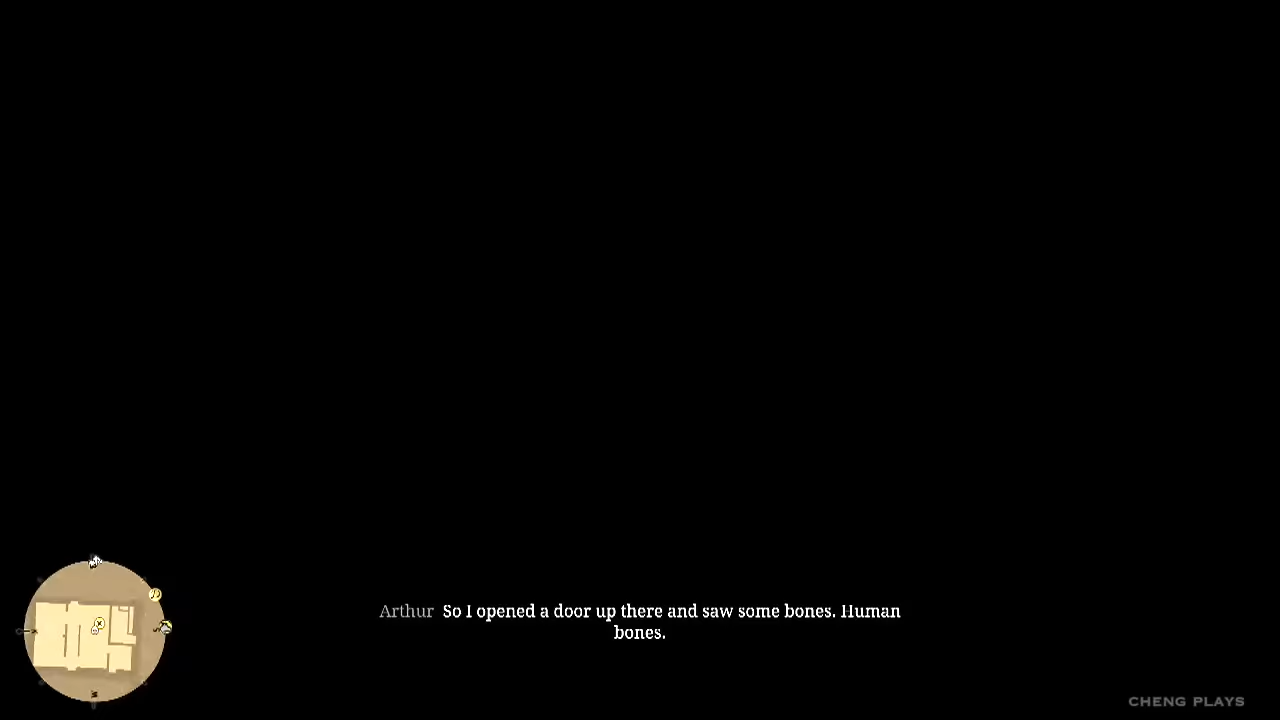 Arthur So I opened a door up there and saw some bones. Human
bones.
CHENG PLAYS